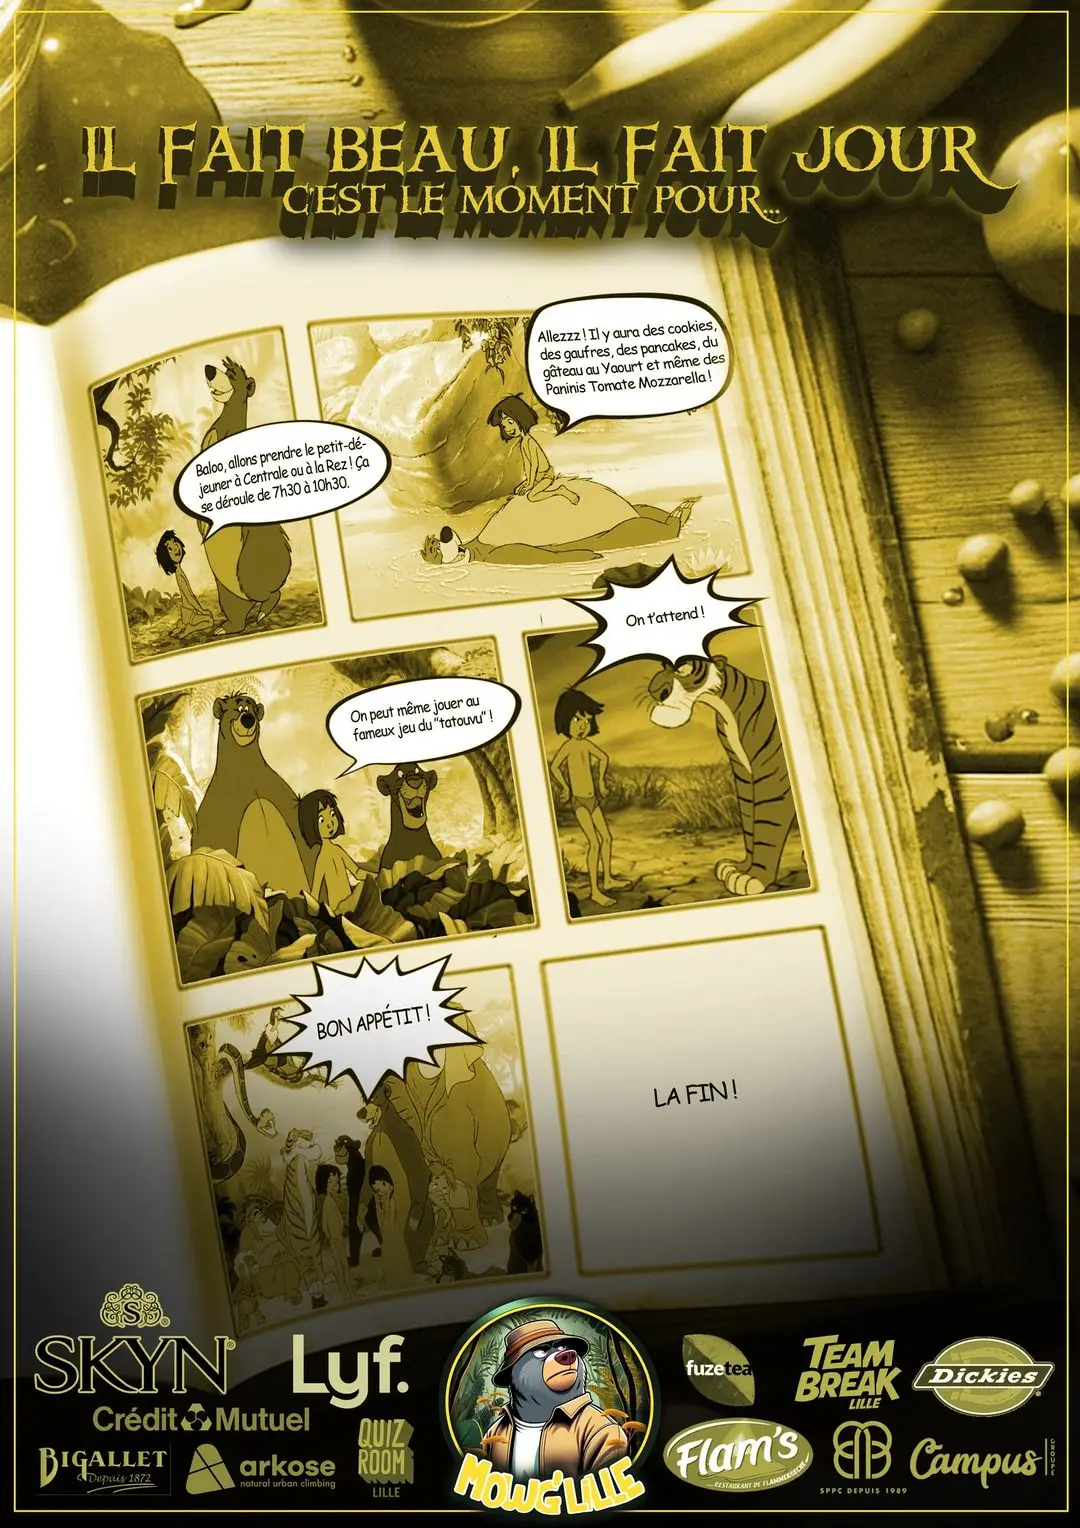 IL FAIT BEAU, IL FAIT JOUR
C'EST LE MOMENT POUR...
Baloo, allons prendre le petit-dé-
jeuner à Centrale ou à la Rez ! Ça
se déroule de 7h30 à 10h30.
Allezzz ! Il y aura des cookies,
des gaufres, des pancakes, du
gâteau au Yaourt et même des
Paninis Tomate Mozzarella !
On peut même jouer au
fameux jeu du "tatouvu" !
On t'attend !
BON APPÉTIT !
LA FIN !
S
SKYN®
Lyf.
Crédit Mutuel
BIGALLET
Depuis 1872
arkose
natural urban climbing
QUIZ
ROOM
LILLE
MOWG'LILLE
fuzetea
TEAM
BREAK
LILLE
Dickies®
Flam's
RESTAURANT DE FLAMMEKUECHE
SPPC DEPUIS 1989
Campus
GROUPE